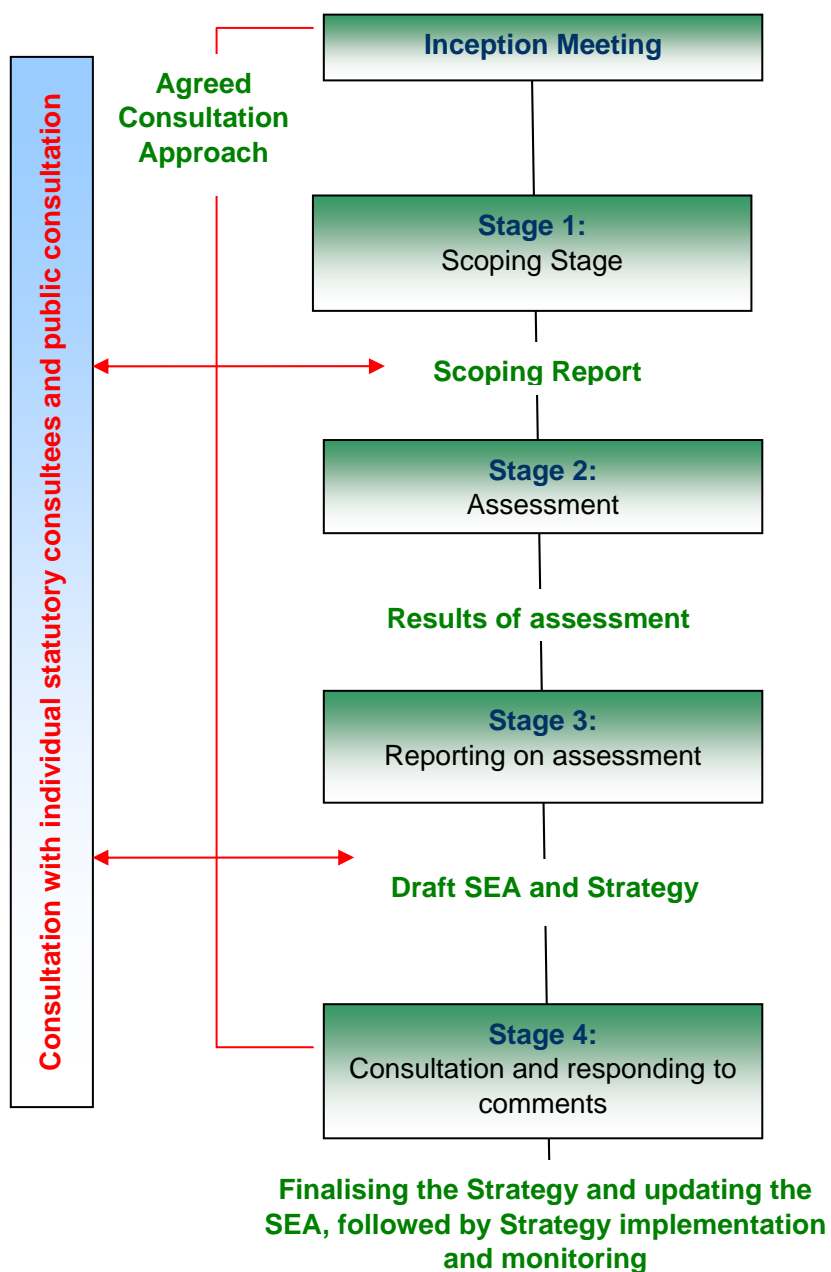 Inception Meeting
Agreed
Consultation
Approach
Consultation with individual statutory consultees and public consultation
Stage 1:
Scoping Stage
Scoping Report
Stage 2:
Assessment
Results of assessment
Stage 3:
Reporting on assessment
Draft SEA and Strategy
Stage 4:
Consultation and responding to
comments
Finalising the Strategy and updating the
SEA, followed by Strategy implementation
and monitoring